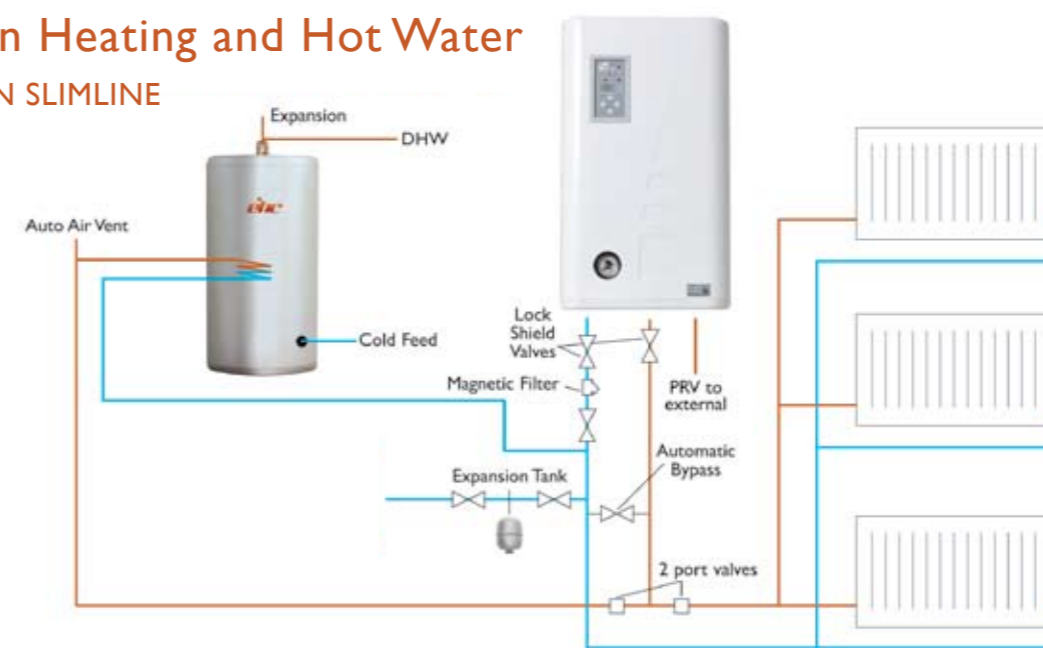 n Heating and Hot Water
N SLIMLINE
Expansion
DHW
ehc
Auto Air Vent
Cold Feed
Lock
Shield
Valves
Magnetic Filter
PRV to
external
Automatic
Bypass
Expansion Tank
2 port valves